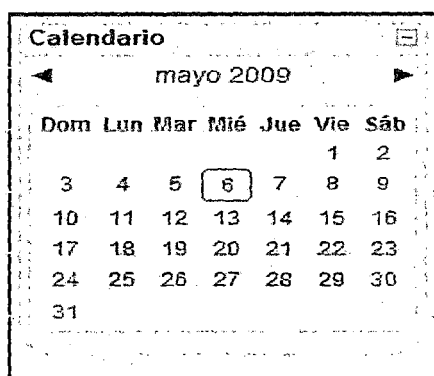 Calendario
mayo 2009
Dom Lun Mar Mié Jue Vie Sáb
1 2
3 4 5 6 7 8 9
10 11 12 13 14 15 16
17 18 19 20 21 22 23
24 25 26 27 28 29 30
31